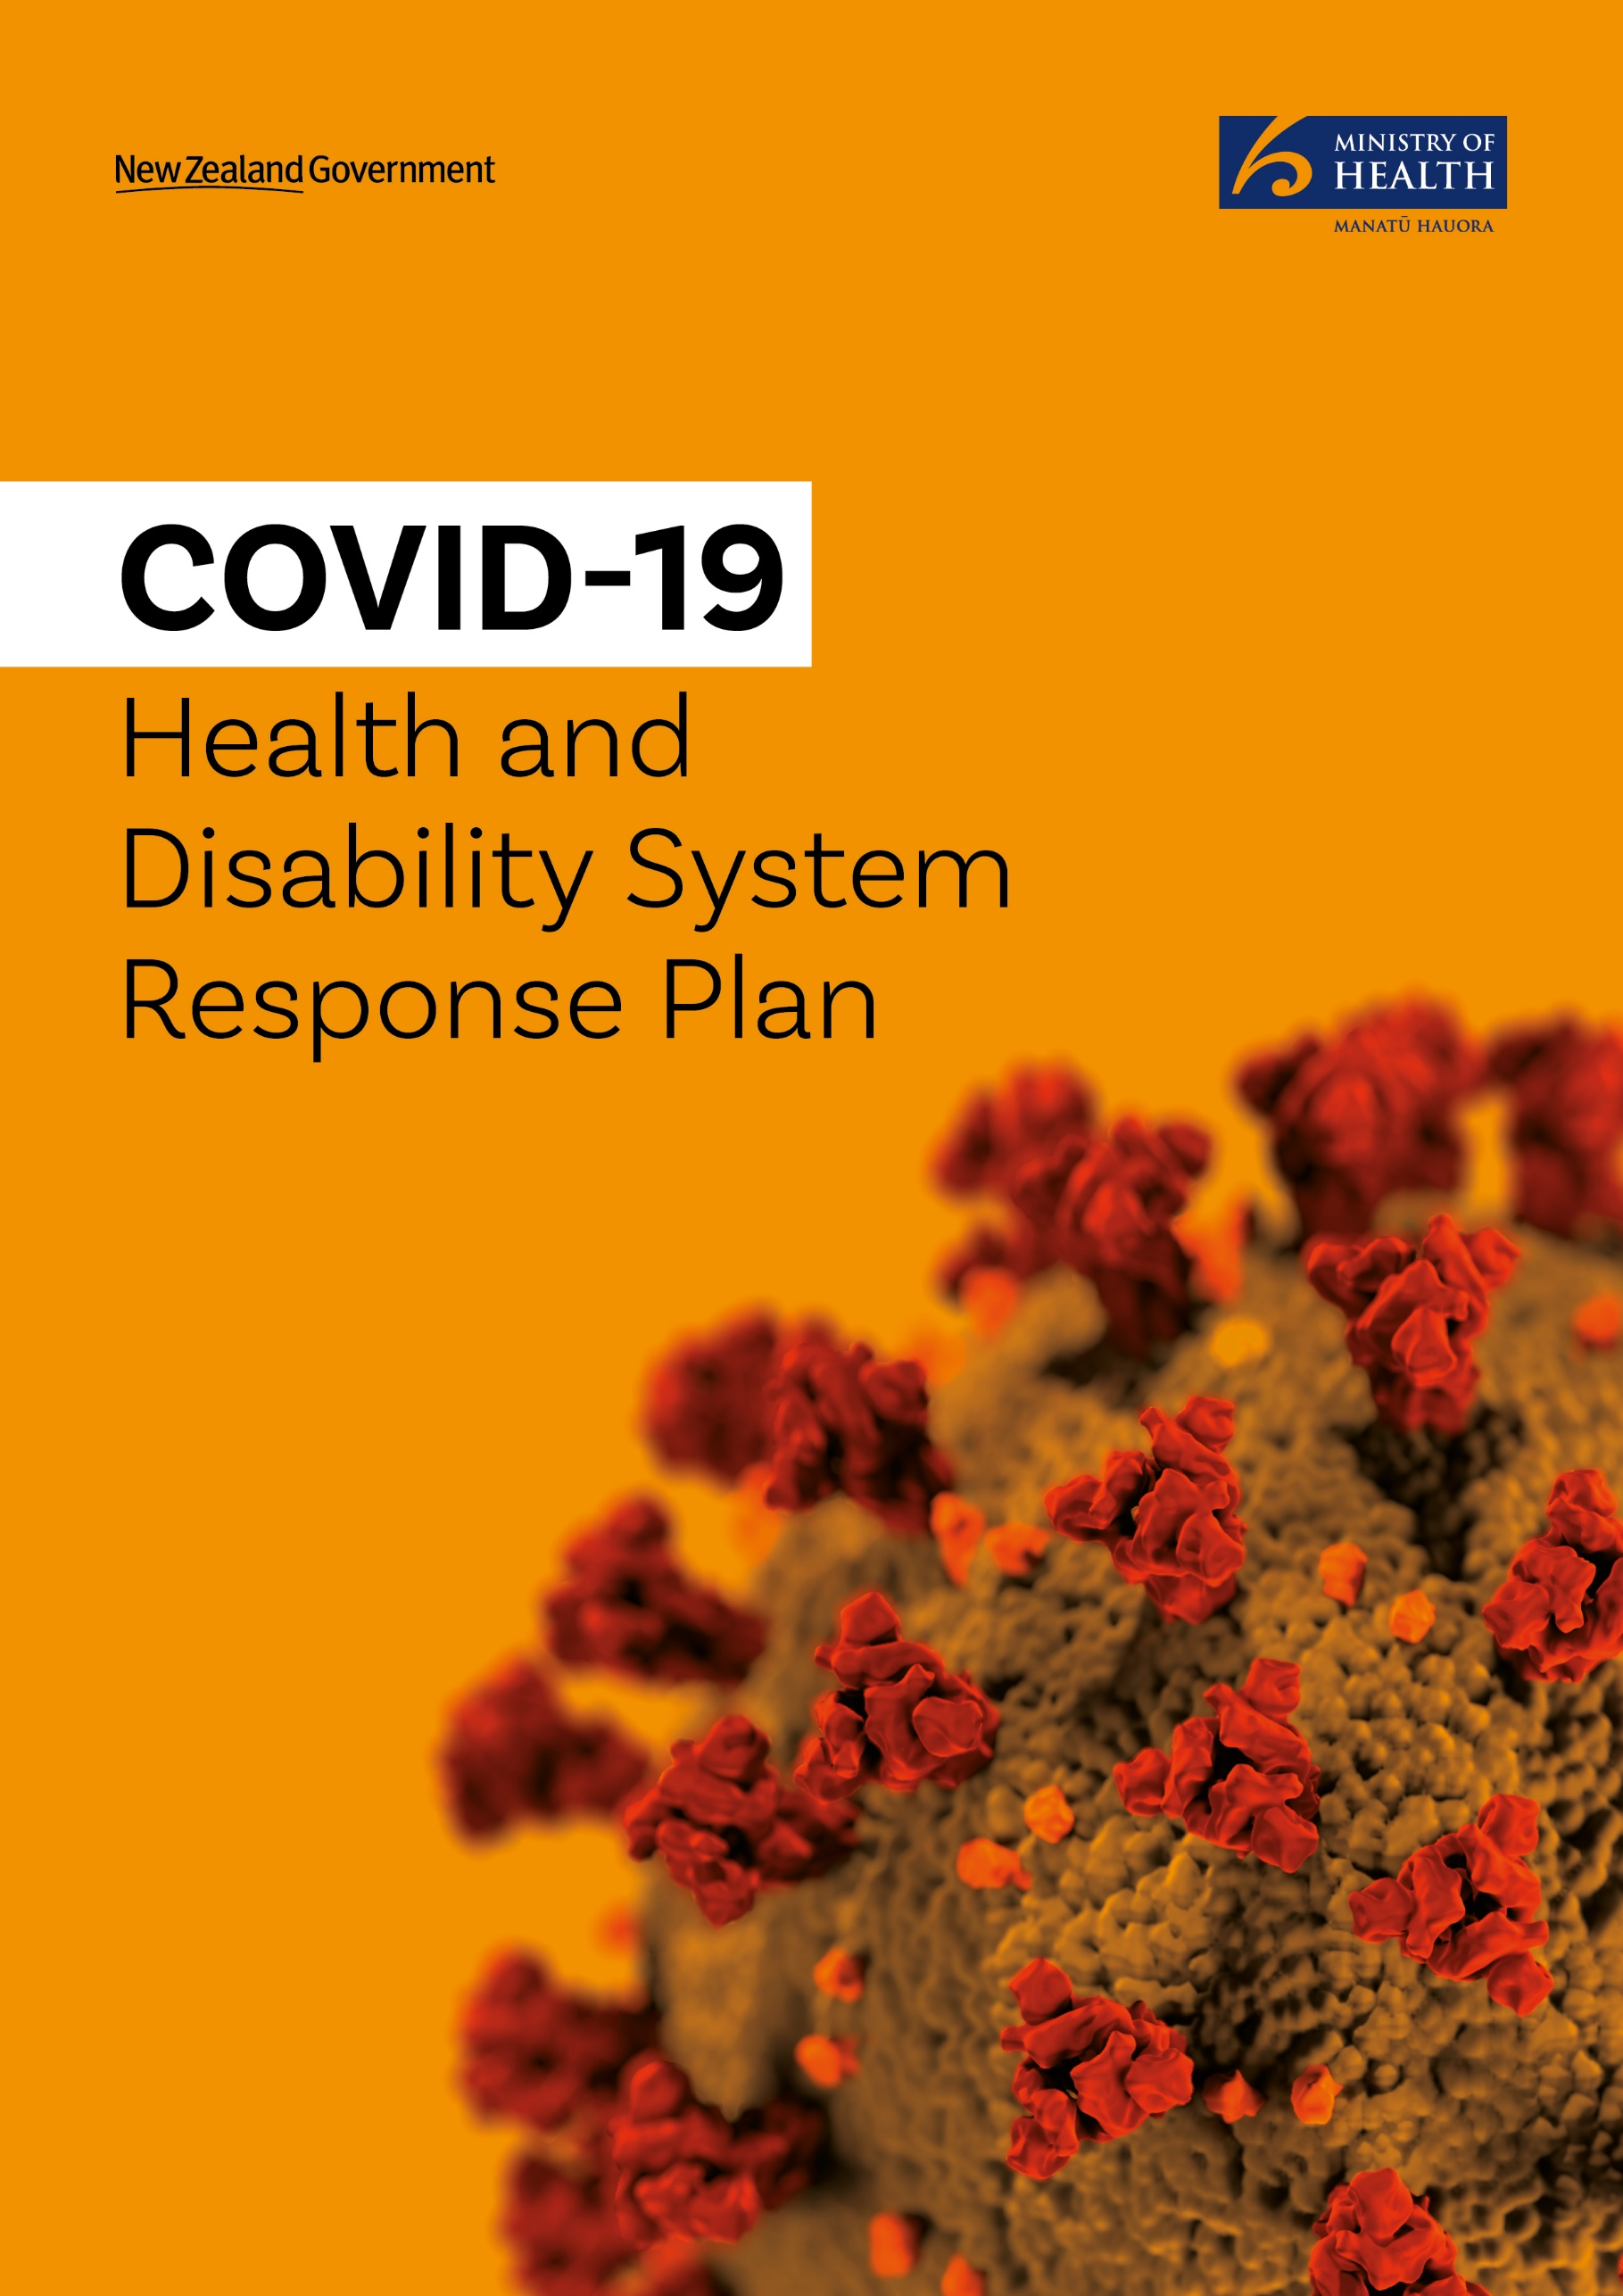 New Zealand Government
MINISTRY OF
HEALTH
MANATŪ HAUORA
COVID-19
Health and
Disability System
Response Plan